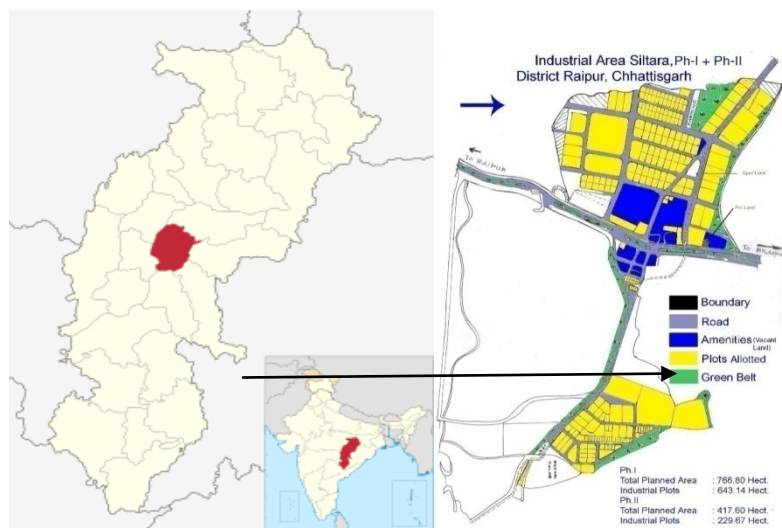 Industrial Area Siltara, Ph-I + Ph-II
District Raipur, Chhattisgarh
TO RAIPUR
Open Land
TO BILASPUR
Boundary
Road
Amenities (Vacant Land)
Plots Allotted
Green Belt
Ph.I
Total Planned Area : 766.80 Hect.
Industrial Plots : 643.14 Hect.
Ph.II
Total Planned Area : 417.60 Hect.
Industrial Plots : 229.67 Hect.